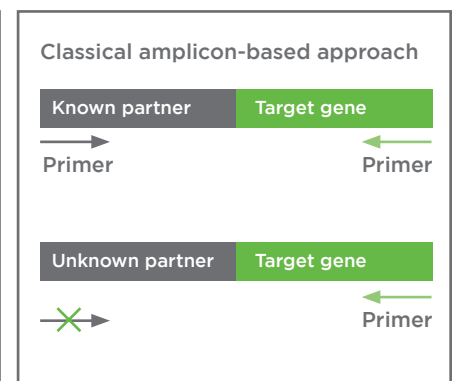 Classical amplicon-based approach
Known partner Target gene
Primer Primer
Unknown partner Target gene
Primer